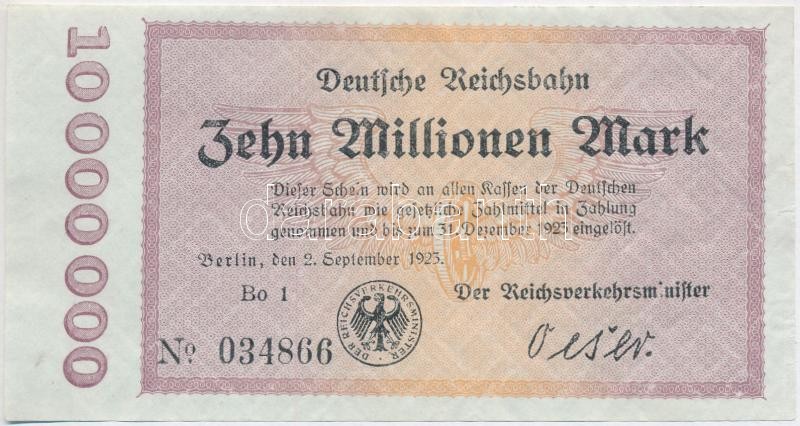 10000000
Deutsche Reichsbahn
Zehn Millionen Mark
Dieser Schein wird an allen Kassen der Deutschen
Reichsbahn wie gesetzliche Zahlmittel in Zahlung
genommen und bis zum 31. Dezember 1923 eingelöst.
Berlin, den 2. September 1923.
Bo 1
Der Reichsverkehrsminister
No 034866
DER REICHSVERKEHRSMINISTER
Oeser.